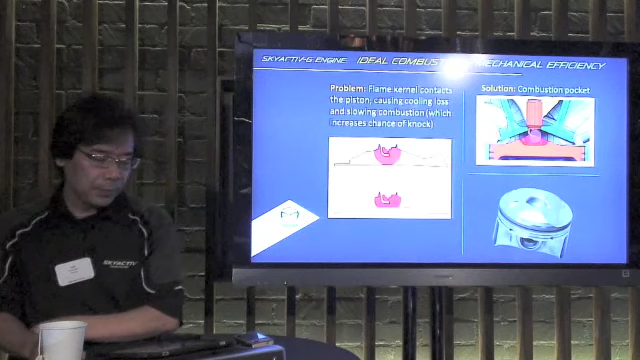 SKYACTIV-G ENGINE IDEAL COMBUSTION MECHANICAL EFFICIENCY
Problem: Flame kernel contacts
the piston, causing cooling loss
and slowing combustion (which
increases chance of knock)
Solution: Combustion pocket
SKYACTIV